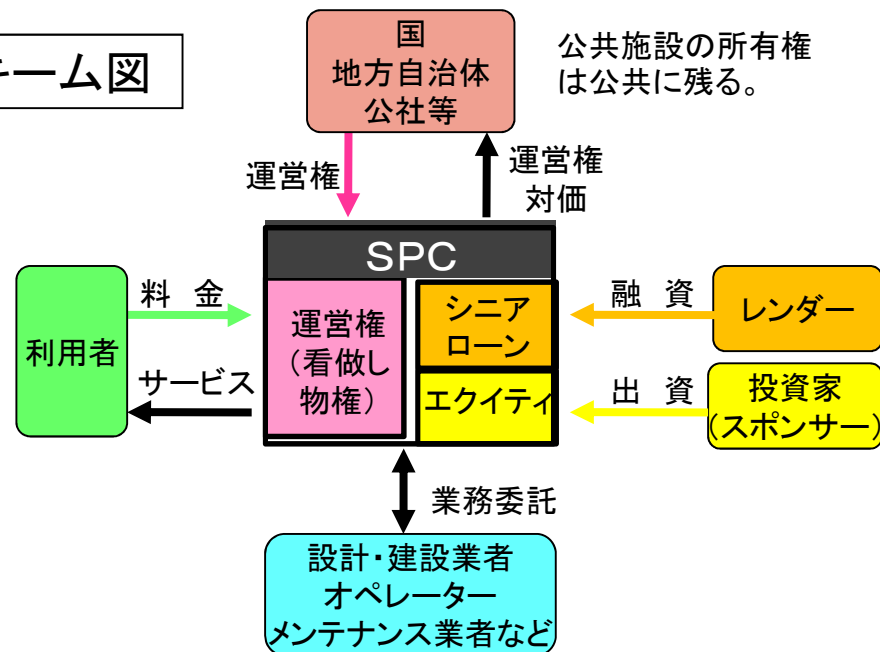 キーム図
国
地方自治体
公社等
公共施設の所有権
は公共に残る。
運営権
運営権
対価
SPC
料 金
利用者
サービス
運営権
(看做し
物権)
シニア
ローン
エクイティ
融 資
レンダー
出 資
投資家
(スポンサー)
業務委託
設計・建設業者
オペレーター
メンテナンス業者など